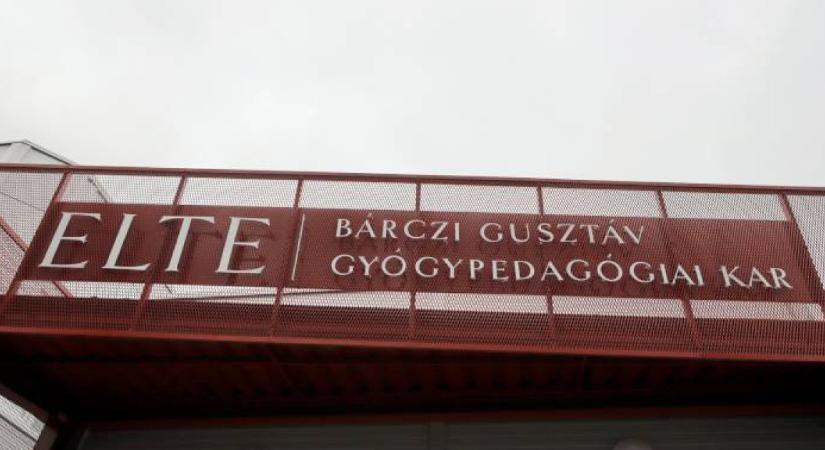 ELTE
BÁRCZI GUSZTÁV
GYÓGYPEDAGÓGIAI KAR